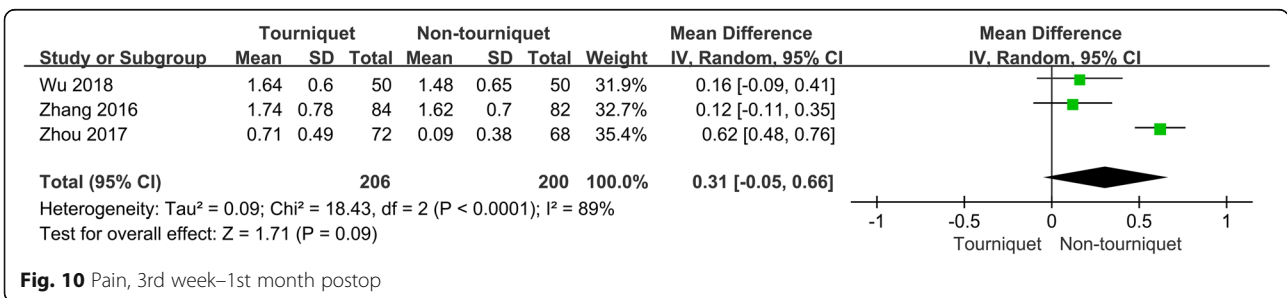 Tourniquet Non-tourniquet Mean Difference Mean Difference
Study or Subgroup Mean SD Total Mean SD Total Weight IV, Random, 95% CI IV, Random, 95% CI
Wu 2018 1.64 0.6 50 1.48 0.65 50 31.9% 0.16 [-0.09, 0.41]
Zhang 2016 1.74 0.78 84 1.62 0.7 82 32.7% 0.12 [-0.11, 0.35]
Zhou 2017 0.71 0.49 72 0.09 0.38 68 35.4% 0.62 [0.48, 0.76]
Total (95% CI) 206 200 100.0% 0.31 [-0.05, 0.66]
Heterogeneity: Tau² = 0.09; Chi² = 18.43, df = 2 (P < 0.0001); I² = 89%
Test for overall effect: Z = 1.71 (P = 0.09)
-1 -0.5 0 0.5 1
Tourniquet Non-tourniquet
Fig. 10 Pain, 3rd week–1st month postop